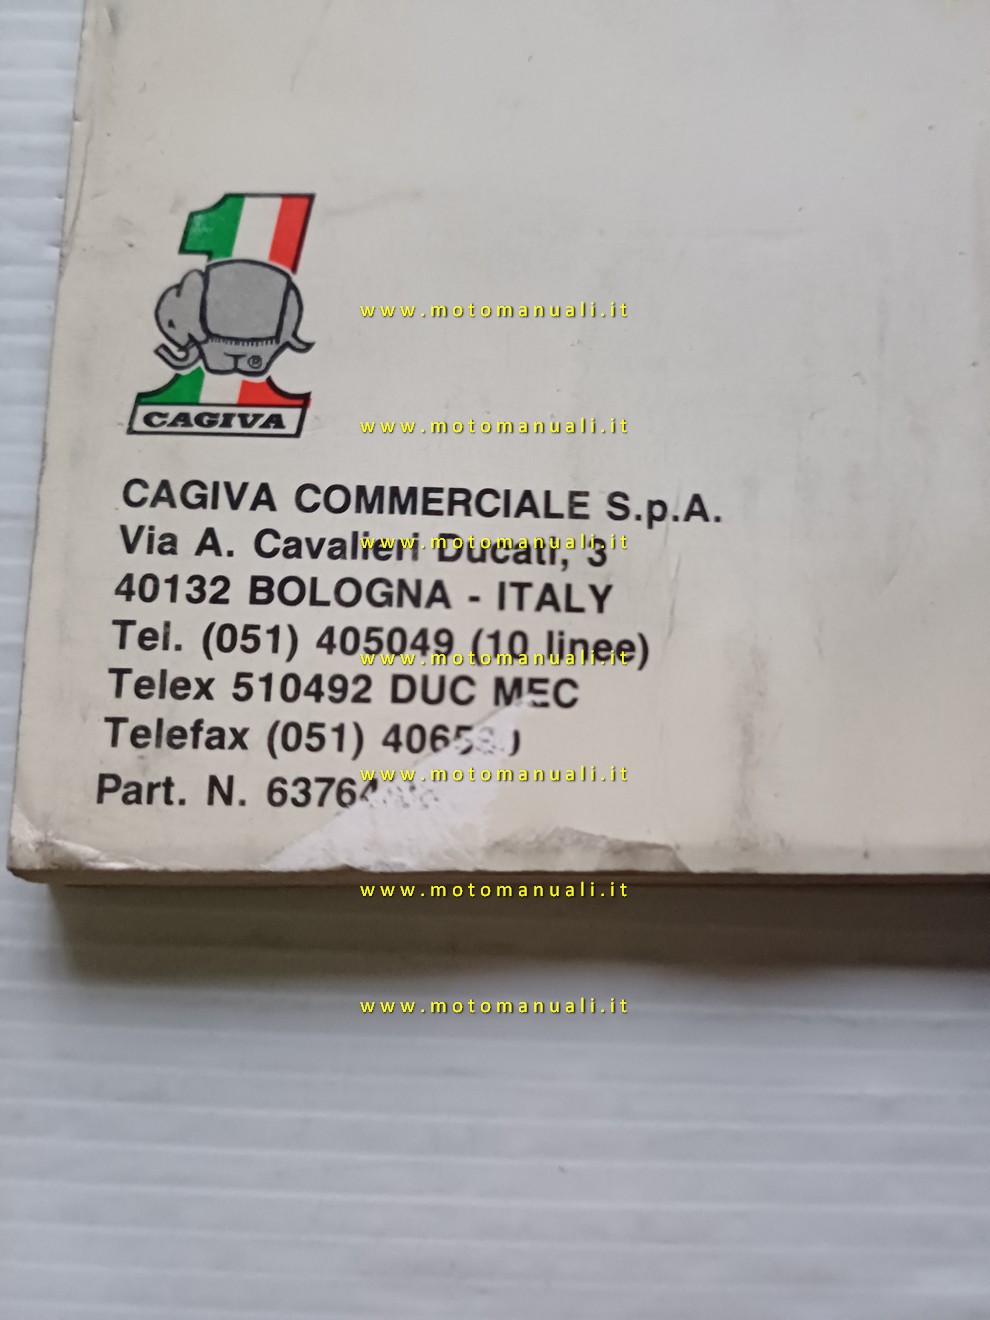 CAGIVA
www.motomanuali.it
www.motomanuali.it
CAGIVA COMMERCIALE S.p.A.
Via A. Cavalieri Ducati, 3
www.motomanuali.it
40132 BOLOGNA - ITALY
Tel. (051) 405049 (10 linee)
www.motomanuali.it
Telex 510492 DUC MEC
Telefax (051)
www.motomanuali.it
Part. N.
www.motomanuali.it
www.motomanuali.it